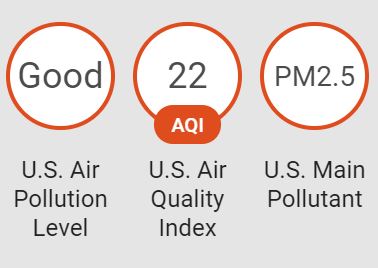 Good
22
PM2.5
AQI
U.S. Air
Pollution
Level
U.S. Air
Quality
Index
U.S. Main
Pollutant